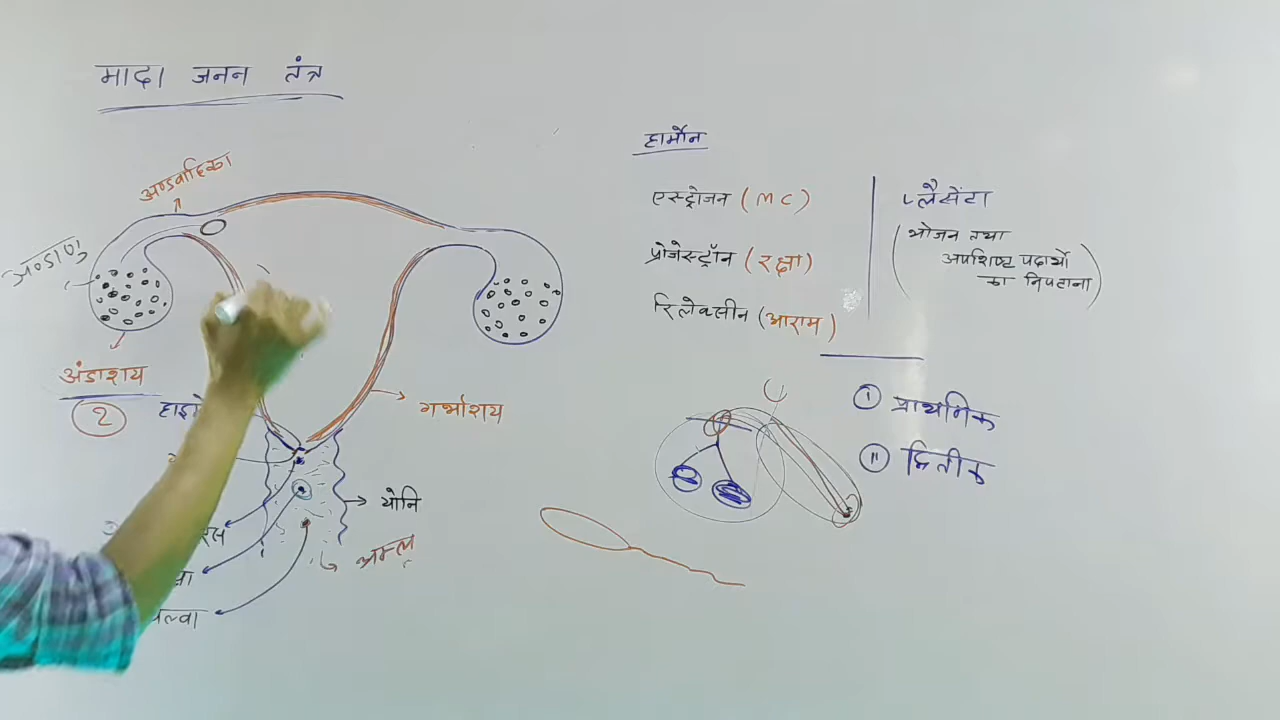 मादा जनन तंत्र
अण्डवाहिका
अण्डाणु
अंडाशय
2
गर्भाशय
योनि
अम्ल
हार्मोन
एस्ट्रोजन (MC)
प्रोजेस्ट्रॉन (रक्षा)
रिलेक्सीन (आराम)
प्लैसेंटा
(भोजन तथा
अपशिष्ट पदार्थो
का निपटाना)
(i) प्राथमिक
(ii) द्वितीक